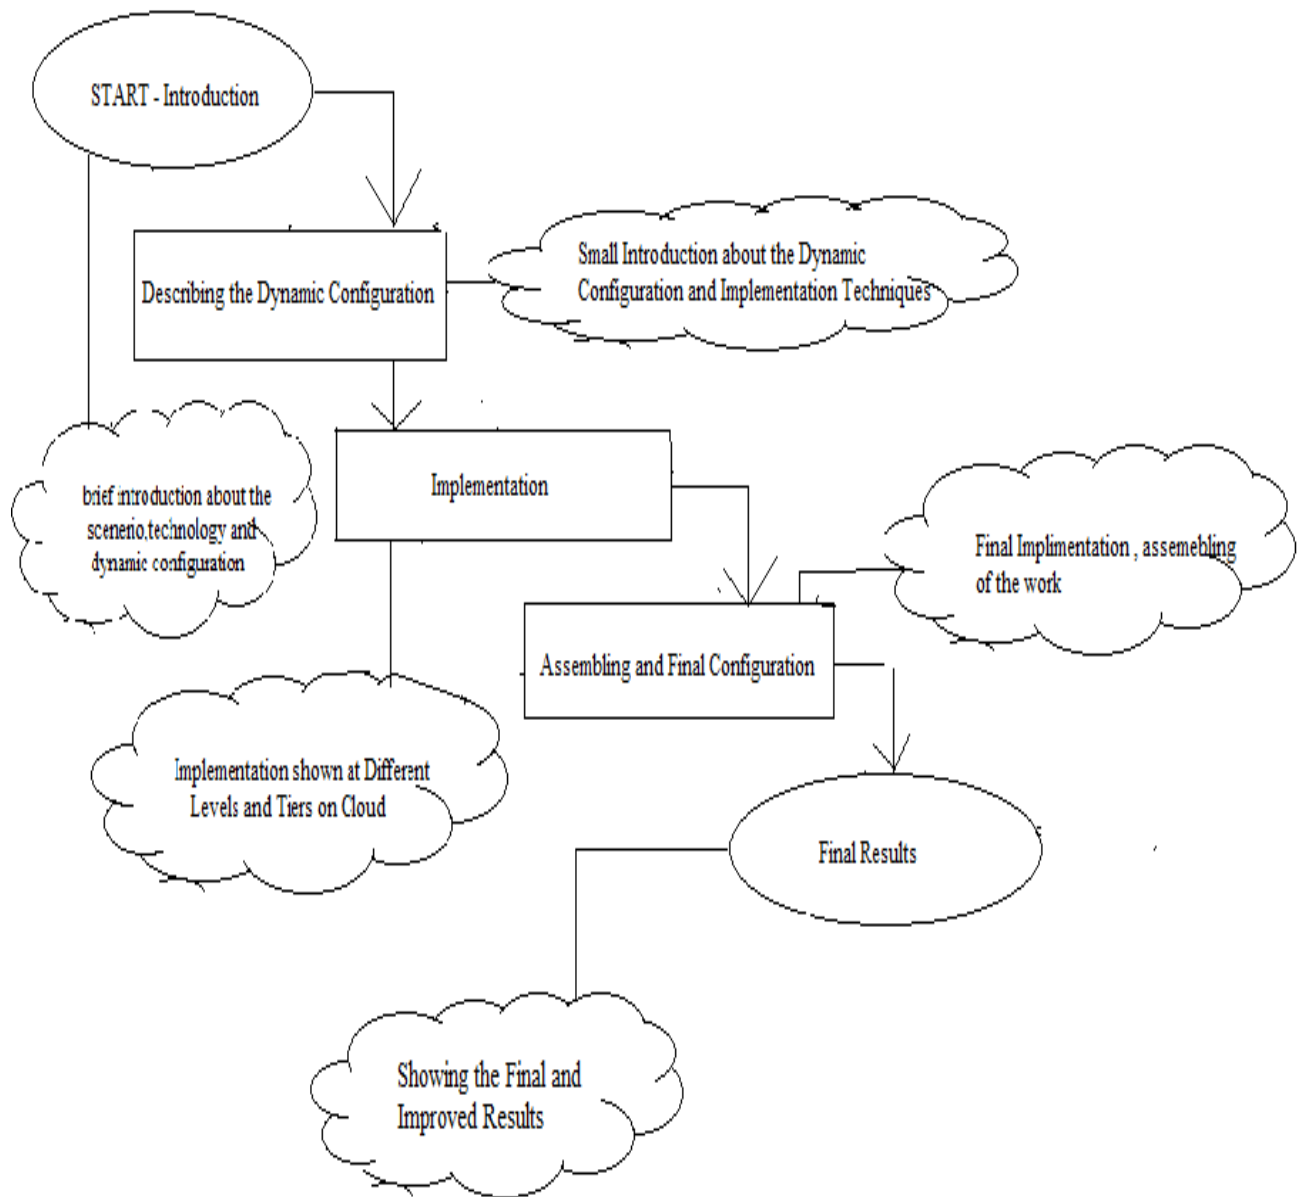 START - Introduction
Describing the Dynamic Configuration
Small Introduction about the Dynamic
Configuration and Implementation Techniques
brief introduction about the
scenerio,technology and
dynamic configuration
Implementation
Final Implimentation , assemebling
of the work
Assembling and Final Configuration
Implementation shown at Different
Levels and Tiers on Cloud
Final Results
Showing the Final and
Improved Results